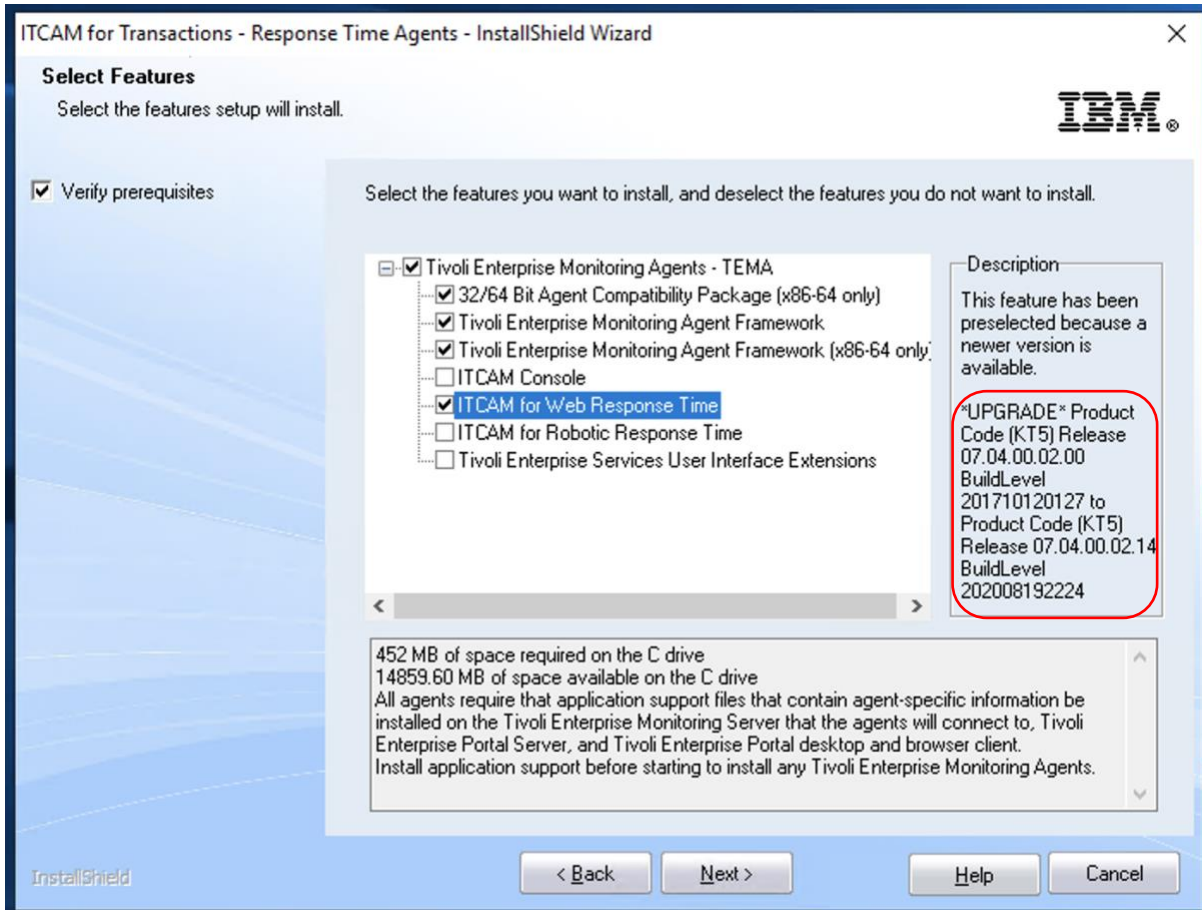 ITCAM for Transactions - Response Time Agents - InstallShield Wizard
Select Features
Select the features setup will install.
IBM®
Verify prerequisites
Select the features you want to install, and deselect the features you do not want to install.
Tivoli Enterprise Monitoring Agents - TEMA
32/64 Bit Agent Compatibility Package (x86-64 only)
Tivoli Enterprise Monitoring Agent Framework
Tivoli Enterprise Monitoring Agent Framework (x86-64 only)
ITCAM Console
ITCAM for Web Response Time
ITCAM for Robotic Response Time
Tivoli Enterprise Services User Interface Extensions
Description
This feature has been
preselected because a
newer version is
available.
*UPGRADE* Product
Code (KT5) Release
07.04.00.02.00
BuildLevel
201710120127 to
Product Code (KT5)
Release 07.04.00.02.14
BuildLevel
202008192224
452 MB of space required on the C drive
14859.60 MB of space available on the C drive
All agents require that application support files that contain agent-specific information be
installed on the Tivoli Enterprise Monitoring Server that the agents will connect to, Tivoli
Enterprise Portal Server, and Tivoli Enterprise Portal desktop and browser client.
Install application support before starting to install any Tivoli Enterprise Monitoring Agents.
InstallShield
< Back
Next >
Help
Cancel